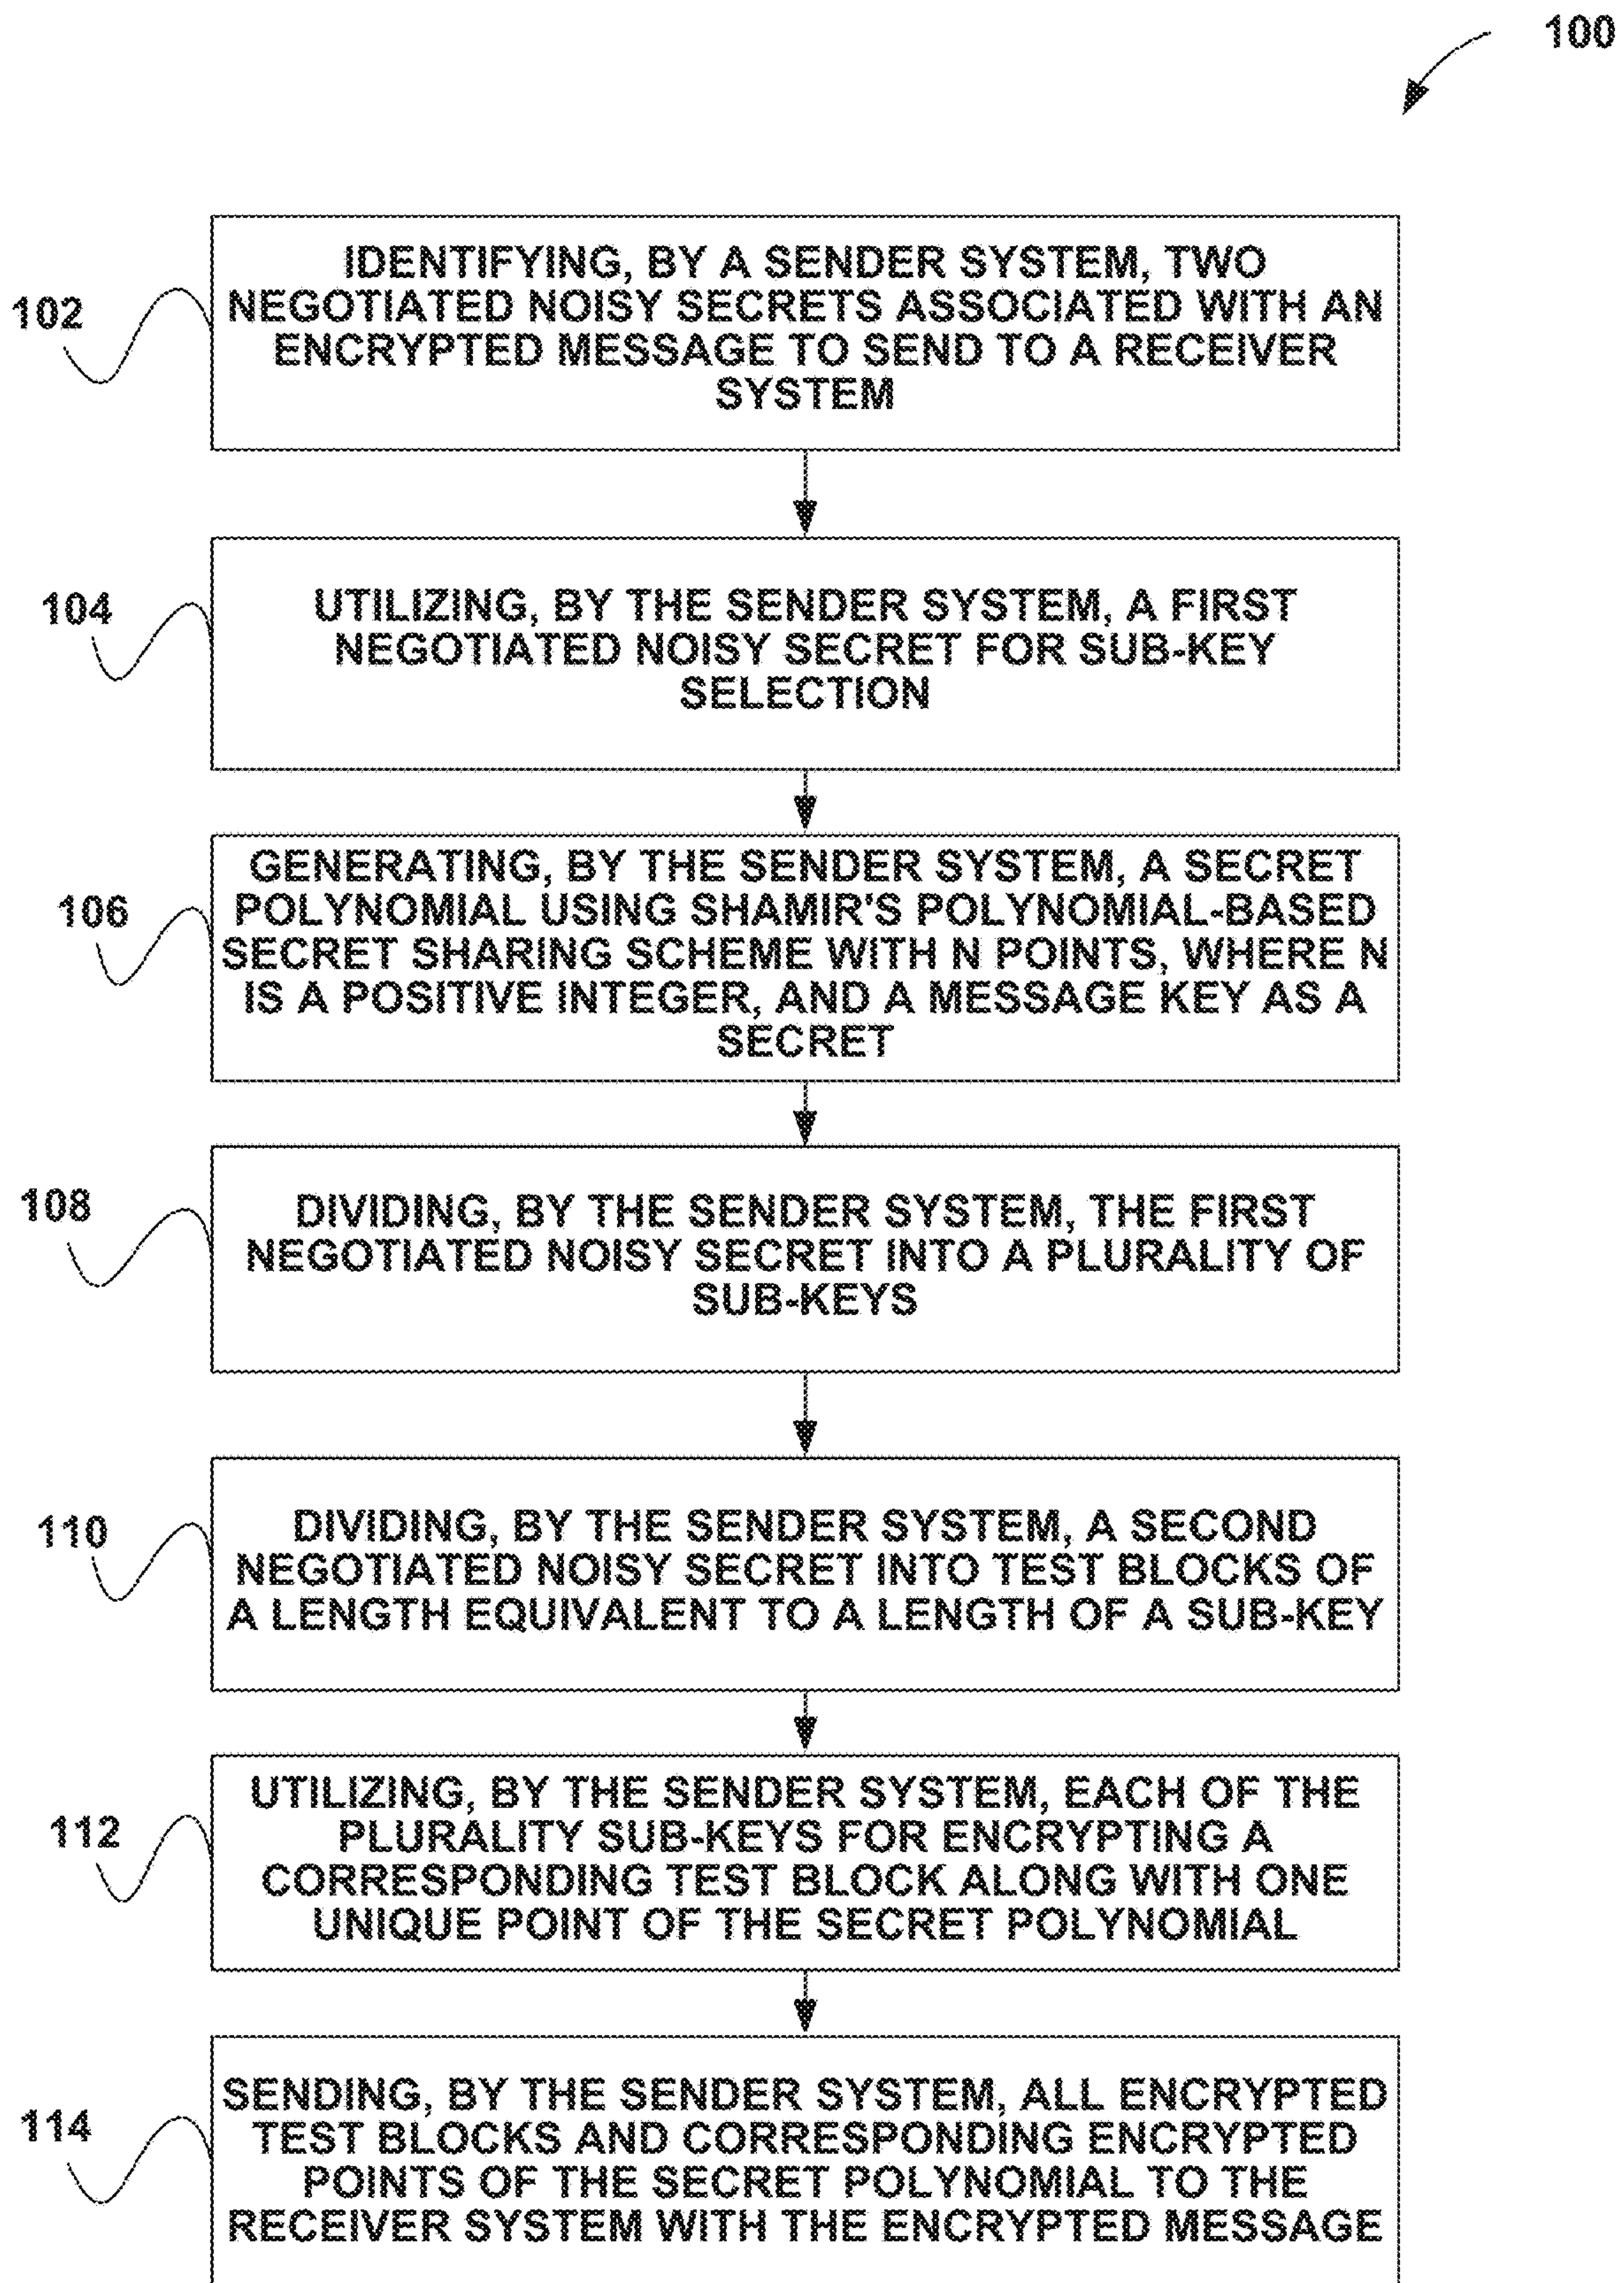 100
102
IDENTIFYING, BY A SENDER SYSTEM, TWO
NEGOTIATED NOISY SECRETS ASSOCIATED WITH AN
ENCRYPTED MESSAGE TO SEND TO A RECEIVER
SYSTEM
104
UTILIZING, BY THE SENDER SYSTEM, A FIRST
NEGOTIATED NOISY SECRET FOR SUB-KEY
SELECTION
106
GENERATING, BY THE SENDER SYSTEM, A SECRET
POLYNOMIAL USING SHAMIR'S POLYNOMIAL-BASED
SECRET SHARING SCHEME WITH N POINTS, WHERE N
IS A POSITIVE INTEGER, AND A MESSAGE KEY AS A
SECRET
108
DIVIDING, BY THE SENDER SYSTEM, THE FIRST
NEGOTIATED NOISY SECRET INTO A PLURALITY OF
SUB-KEYS
110
DIVIDING, BY THE SENDER SYSTEM, A SECOND
NEGOTIATED NOISY SECRET INTO TEST BLOCKS OF
A LENGTH EQUIVALENT TO A LENGTH OF A SUB-KEY
112
UTILIZING, BY THE SENDER SYSTEM, EACH OF THE
PLURALITY SUB-KEYS FOR ENCRYPTING A
CORRESPONDING TEST BLOCK ALONG WITH ONE
UNIQUE POINT OF THE SECRET POLYNOMIAL
114
SENDING, BY THE SENDER SYSTEM, ALL ENCRYPTED
TEST BLOCKS AND CORRESPONDING ENCRYPTED
POINTS OF THE SECRET POLYNOMIAL TO THE
RECEIVER SYSTEM WITH THE ENCRYPTED MESSAGE